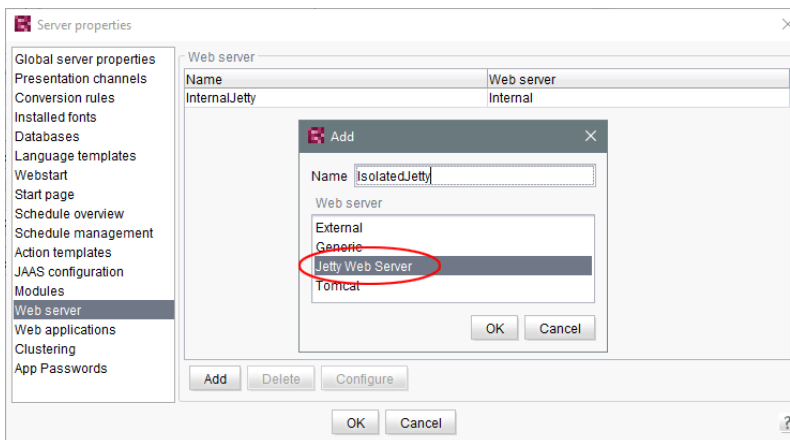 Server properties
Global server properties
Presentation channels
Conversion rules
Installed fonts
Databases
Language templates
Webstart
Start page
Schedule overview
Schedule management
Action templates
JAAS configuration
Modules
Web server
Web applications
Clustering
App Passwords
Web server
Name Web server
InternalJetty Internal
Add
Name IsolatedJetty
Web server
External
Generic
Jetty Web Server
Tomcat
OK Cancel
Add Delete Configure
OK Cancel
?